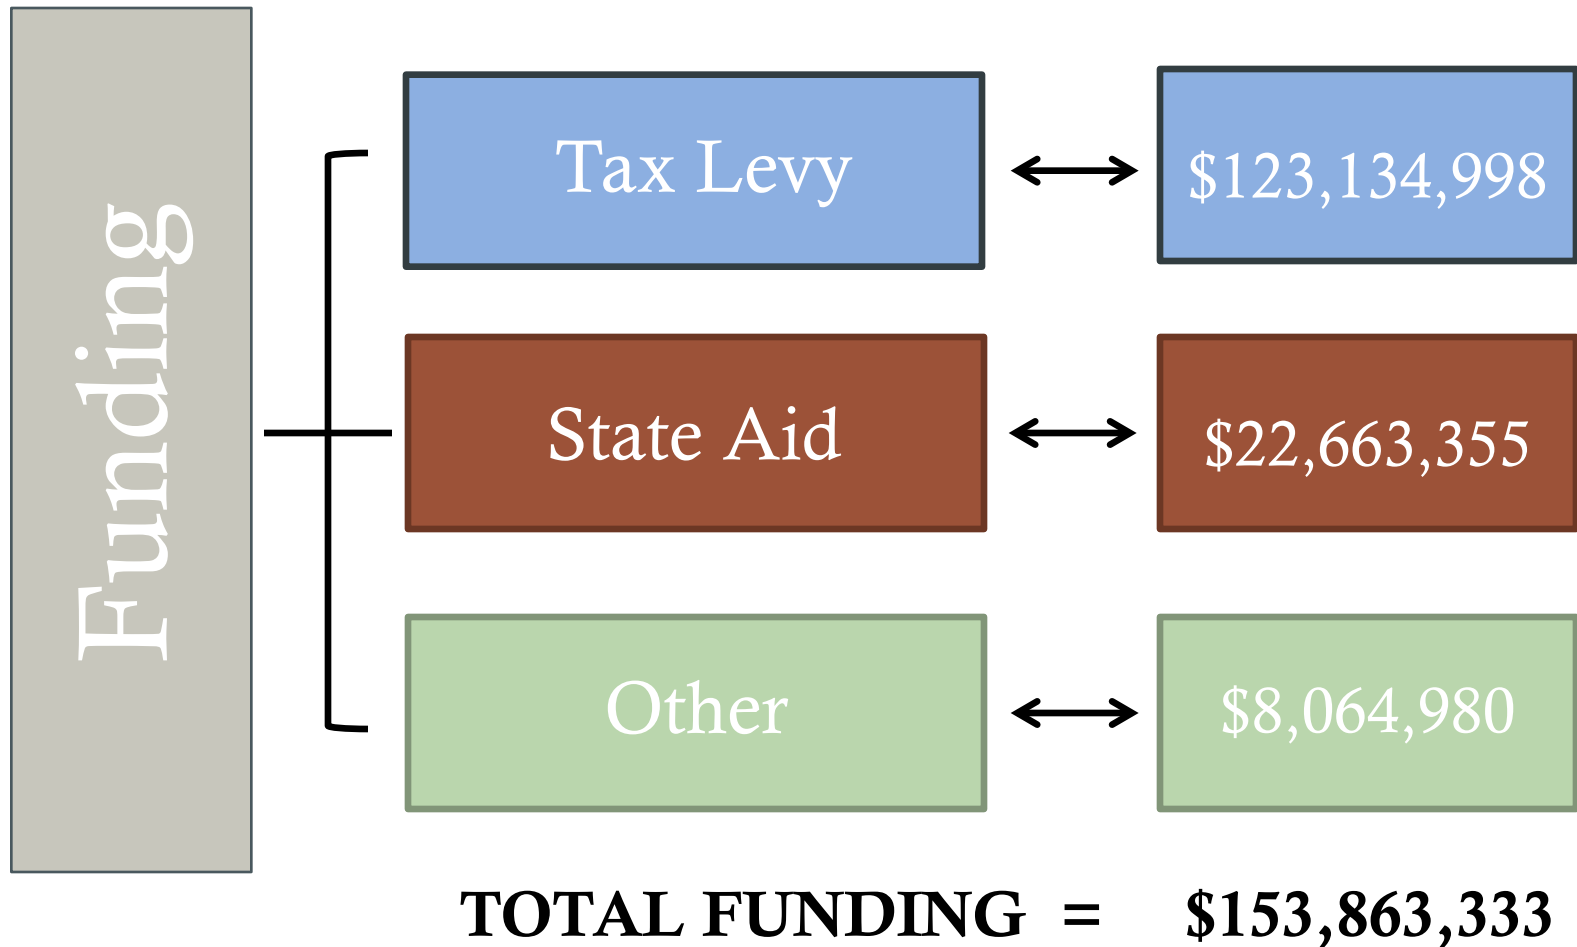 Funding
Tax Levy $123,134,998
State Aid $22,663,355
Other $8,064,980
TOTAL FUNDING = $153,863,333